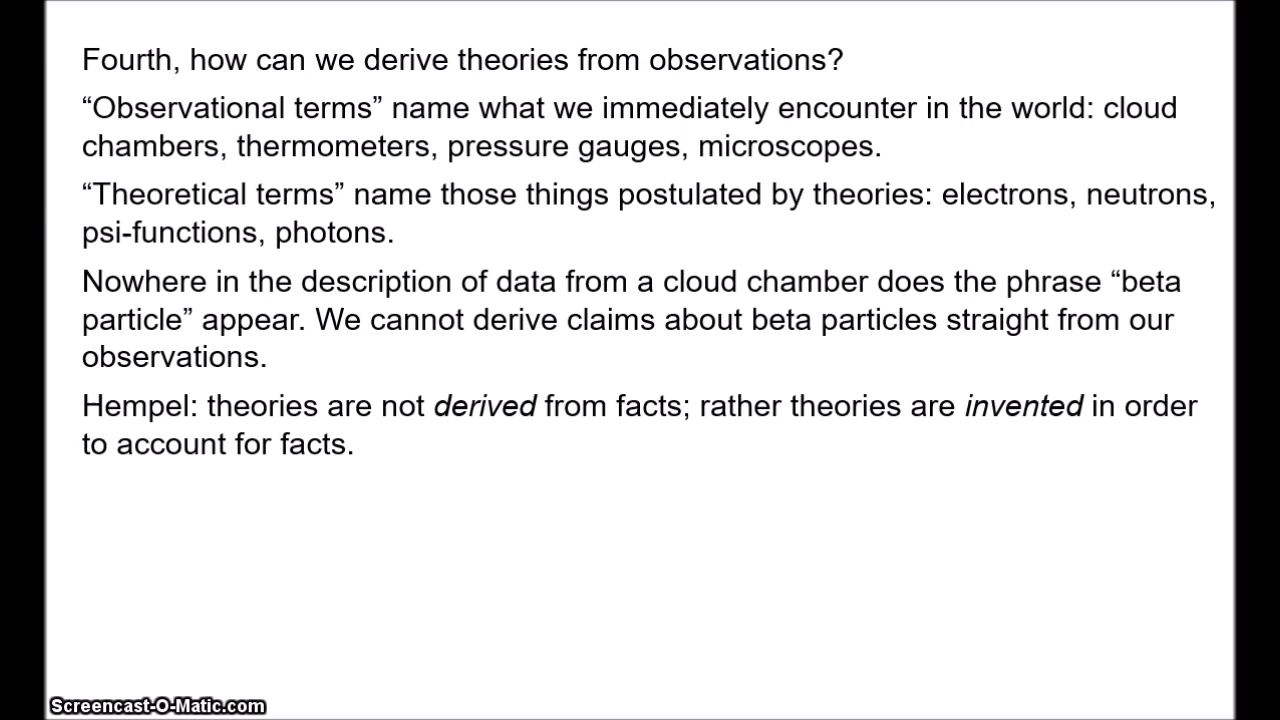 Fourth, how can we derive theories from observations?
“Observational terms” name what we immediately encounter in the world: cloud
chambers, thermometers, pressure gauges, microscopes.
“Theoretical terms” name those things postulated by theories: electrons, neutrons,
psi-functions, photons.
Nowhere in the description of data from a cloud chamber does the phrase “beta
particle” appear. We cannot derive claims about beta particles straight from our
observations.
Hempel: theories are not derived from facts; rather theories are invented in order
to account for facts.
Screencast-O-Matic.com